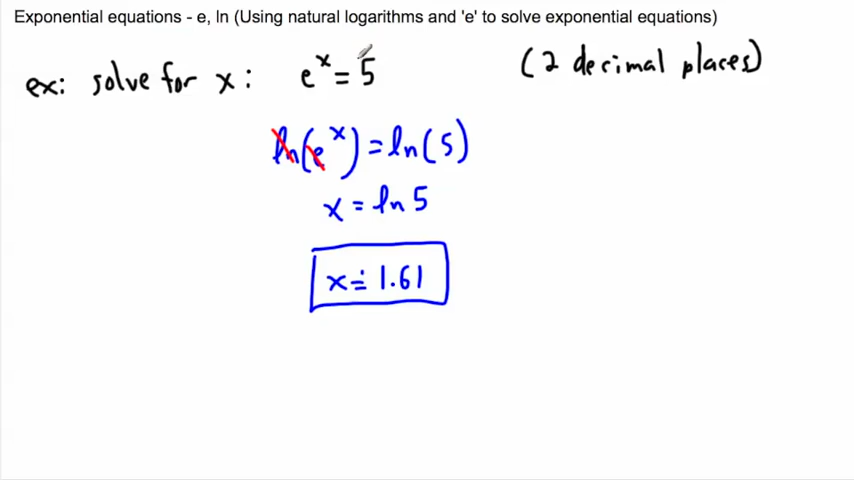 Exponential equations - e, ln (Using natural logarithms and 'e' to solve exponential equations)
ex: solve for x: e^x = 5 (2 decimal places)
ln(e^x) = ln(5)
x = ln 5
x ≐ 1.61